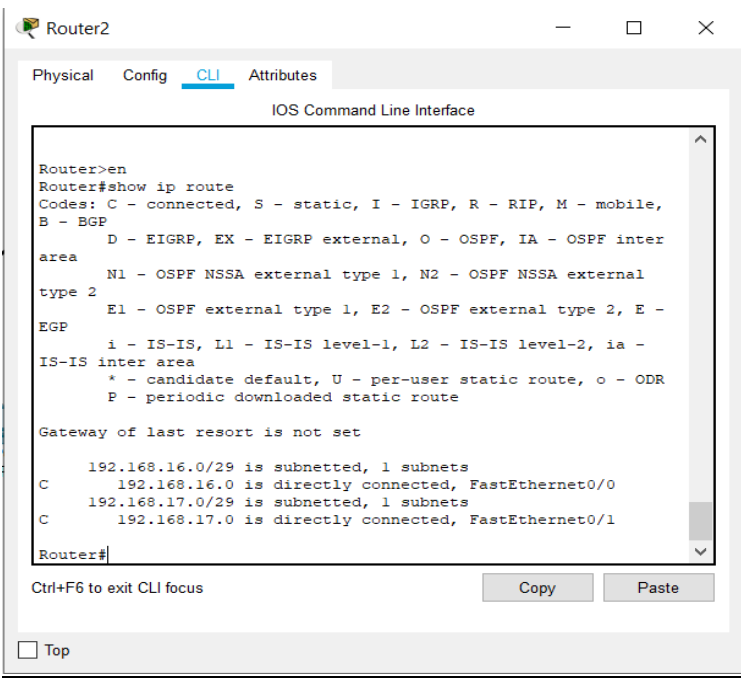 Router2
Physical Config CLI Attributes
IOS Command Line Interface
Router>en
Router#show ip route
Codes: C - connected, S - static, I - IGRP, R - RIP, M - mobile,
B - BGP
D - EIGRP, EX - EIGRP external, O - OSPF, IA - OSPF inter
area
N1 - OSPF NSSA external type 1, N2 - OSPF NSSA external
type 2
E1 - OSPF external type 1, E2 - OSPF external type 2, E -
EGP
i - IS-IS, L1 - IS-IS level-1, L2 - IS-IS level-2, ia -
IS-IS inter area
* - candidate default, U - per-user static route, o - ODR
P - periodic downloaded static route
Gateway of last resort is not set
192.168.16.0/29 is subnetted, 1 subnets
C 192.168.16.0 is directly connected, FastEthernet0/0
192.168.17.0/29 is subnetted, 1 subnets
C 192.168.17.0 is directly connected, FastEthernet0/1
Router#
Ctrl+F6 to exit CLI focus Copy Paste
Top